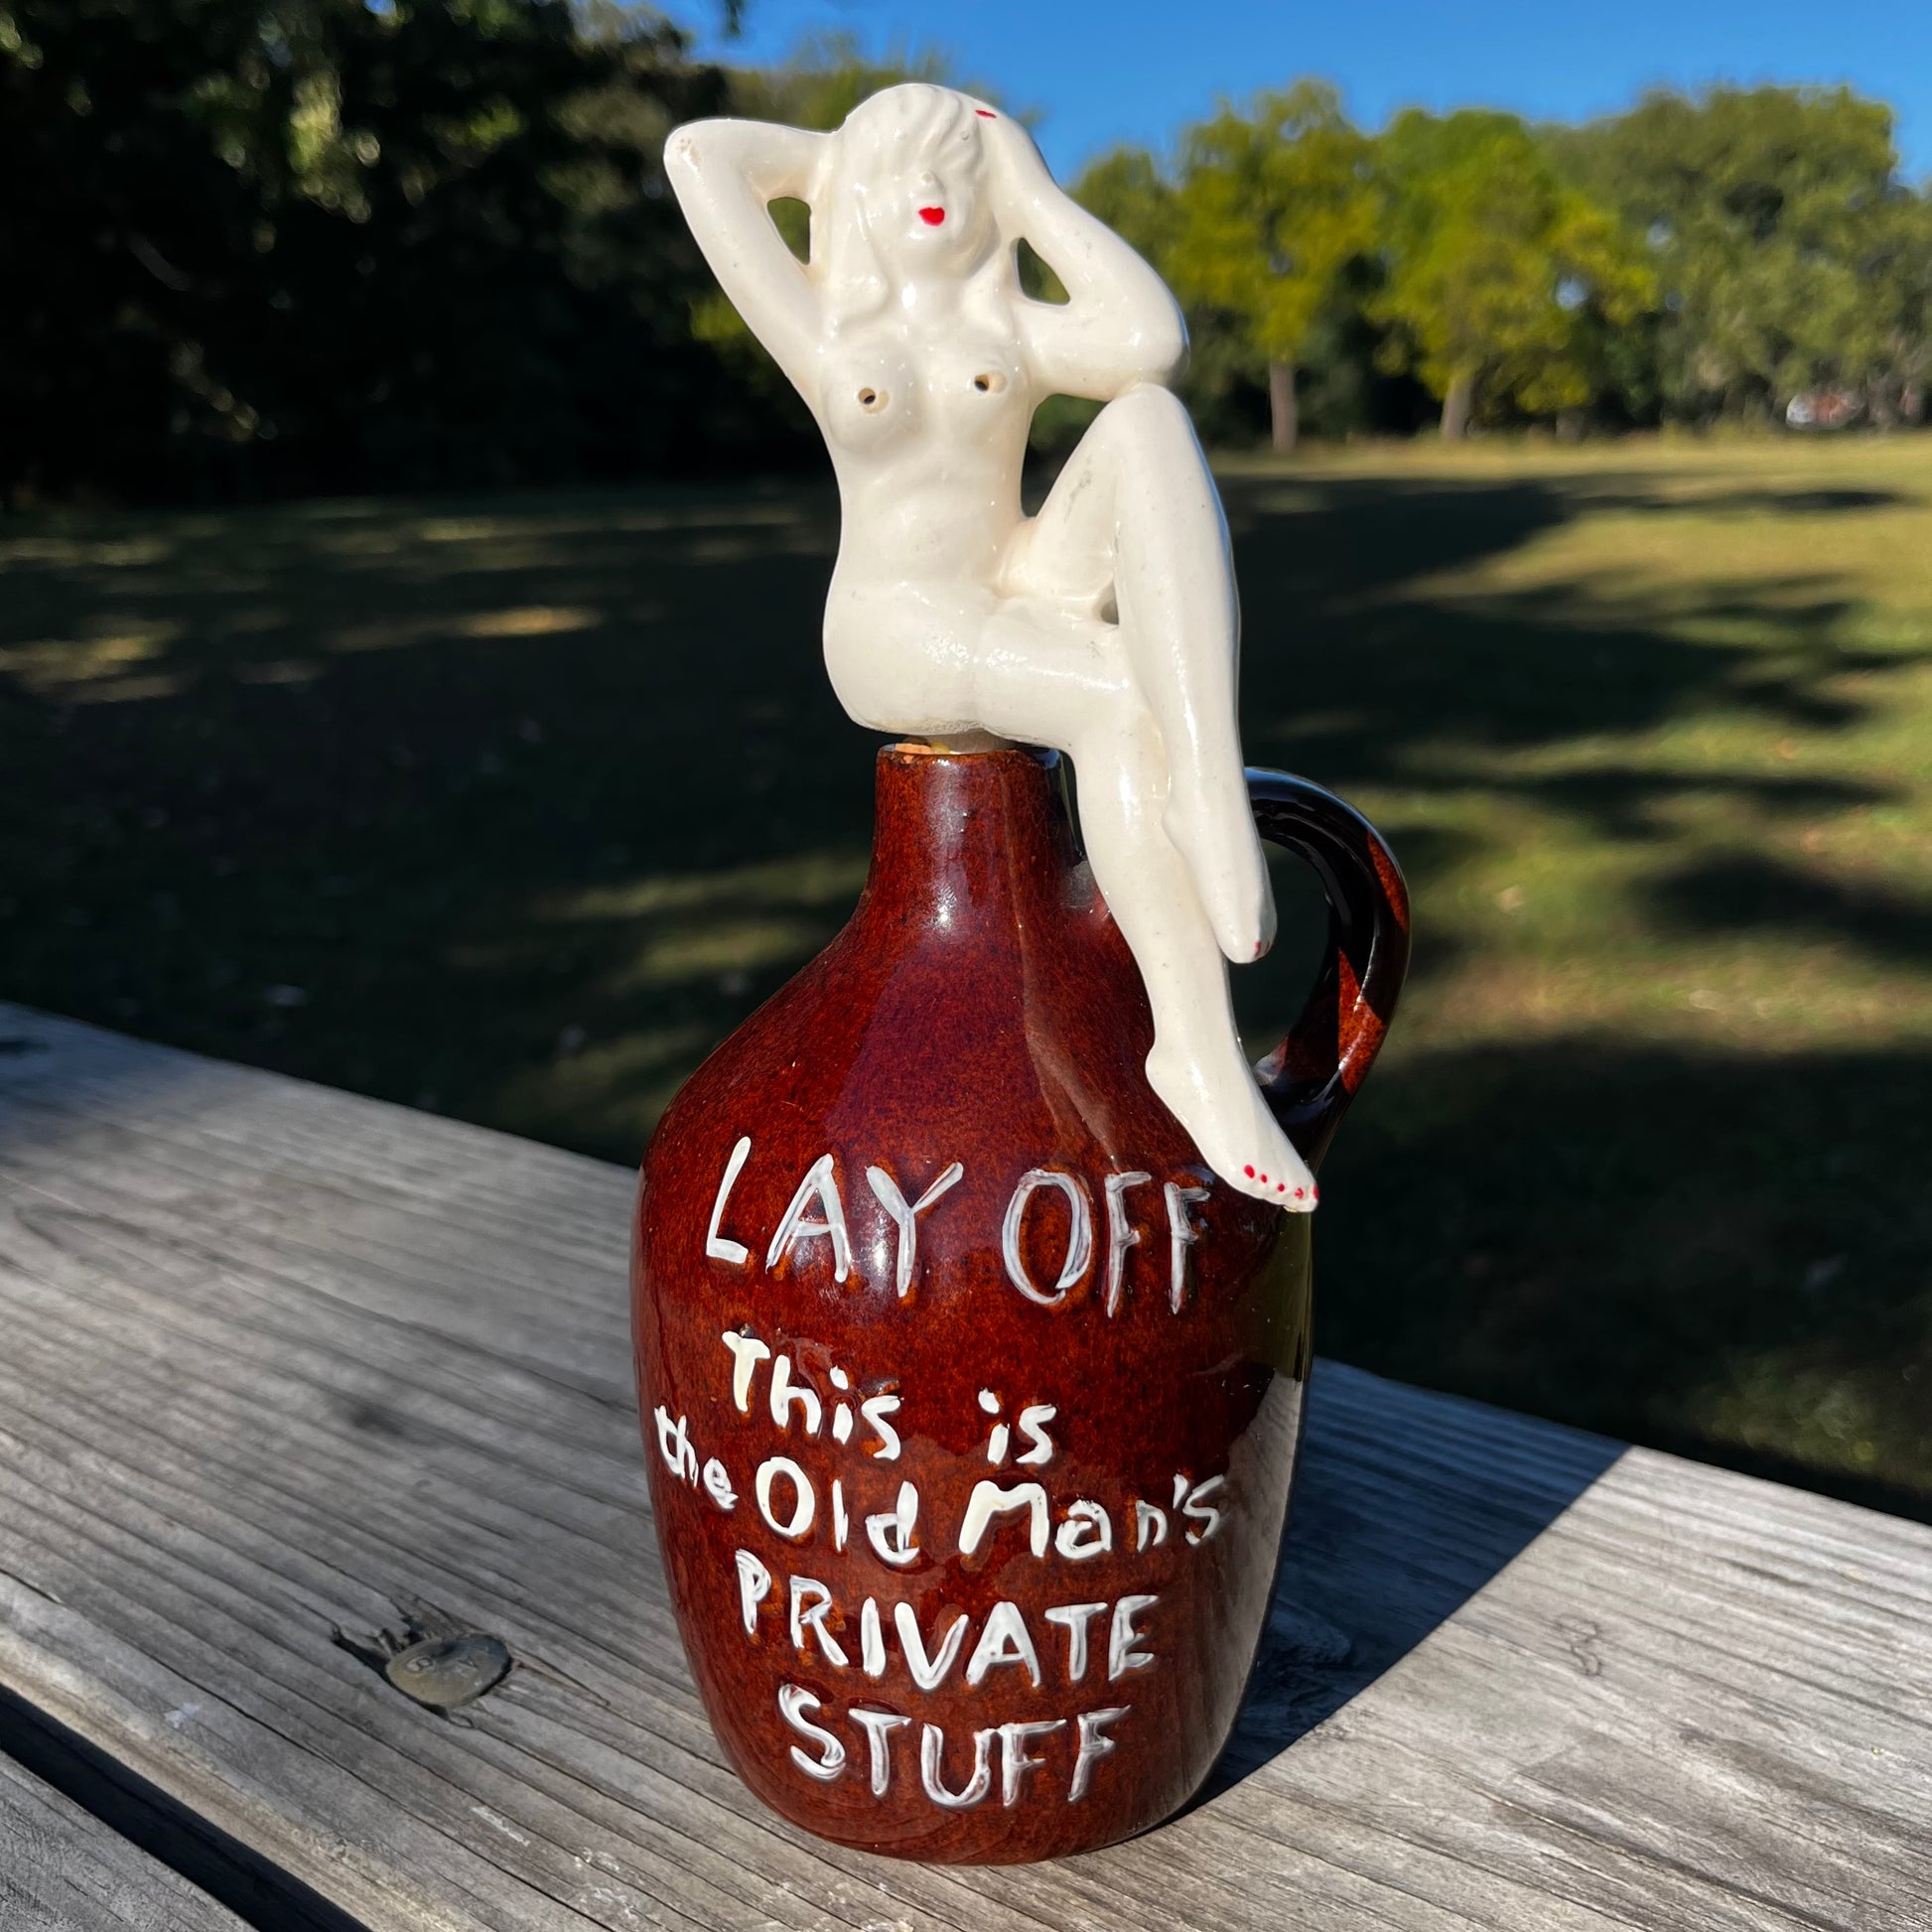 LAY OFF
This is
the Old Man's
PRIVATE
STUFF